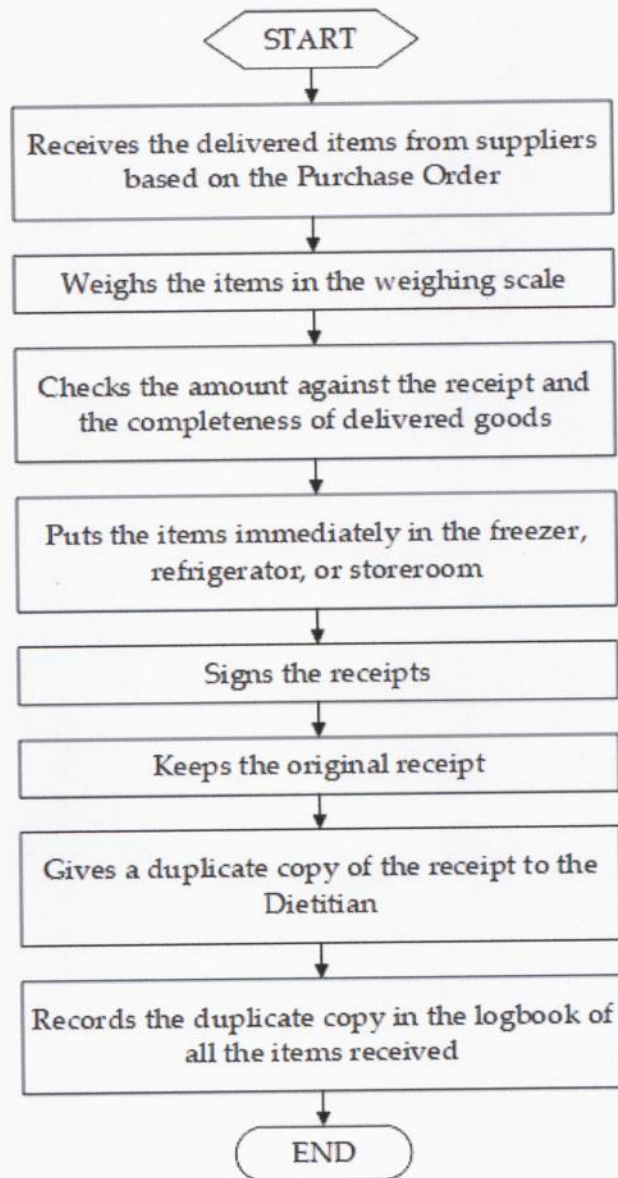 START
Receives the delivered items from suppliers
based on the Purchase Order
Weighs the items in the weighing scale
Checks the amount against the receipt and
the completeness of delivered goods
Puts the items immediately in the freezer,
refrigerator, or storeroom
Signs the receipts
Keeps the original receipt
Gives a duplicate copy of the receipt to the
Dietitian
Records the duplicate copy in the logbook of
all the items received
END